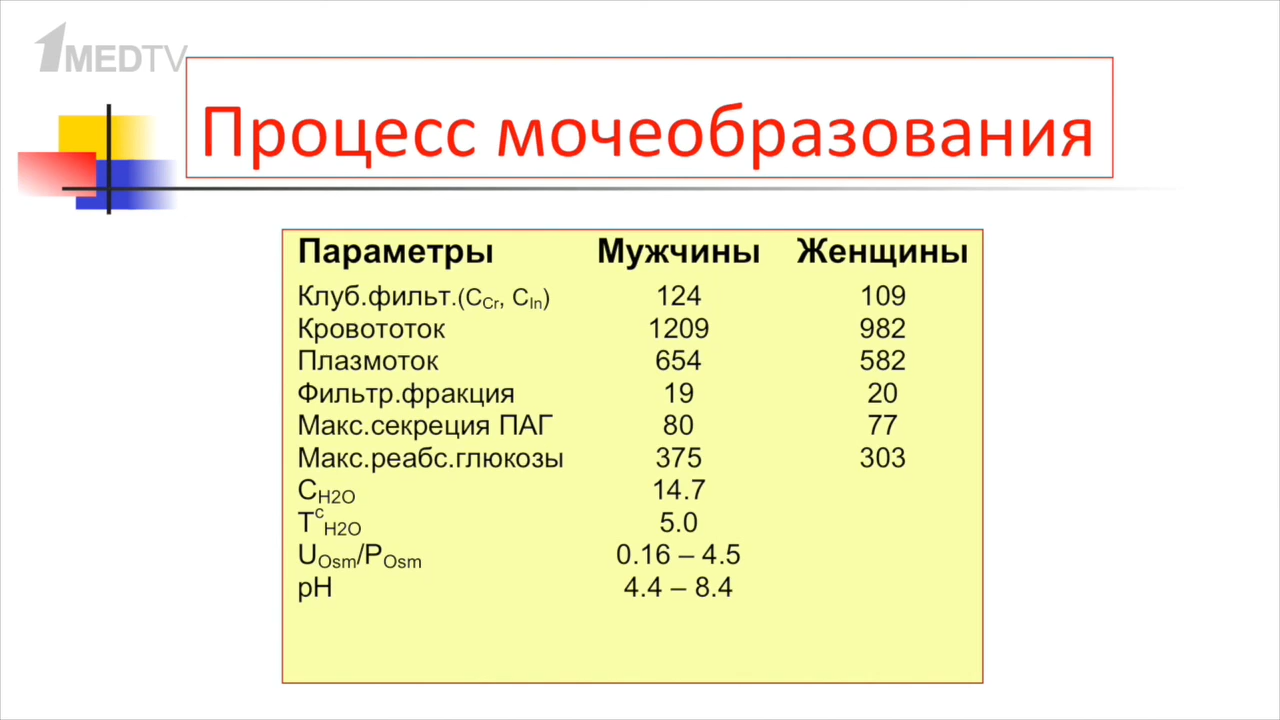 1MEDTV
Процесс мочеобразования
Параметры Мужчины Женщины
Клуб.фильт.(CCr, CIn) 124 109
Кровототок 1209 982
Плазмоток 654 582
Фильтр.фракция 19 20
Макс.секреция ПАГ 80 77
Макс.реабс.глюкозы 375 303
CH2O 14.7
TcH2O 5.0
UOsm/POsm 0.16 – 4.5
pH 4.4 – 8.4